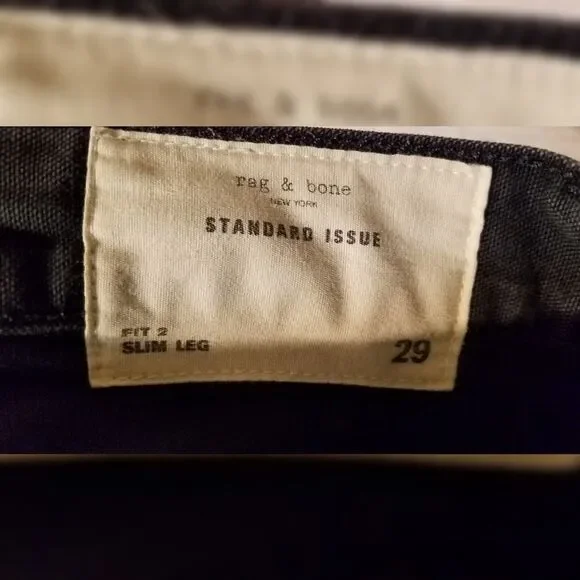 rag & bone
NEW YORK
STANDARD ISSUE
FIT 2
SLIM LEG
29